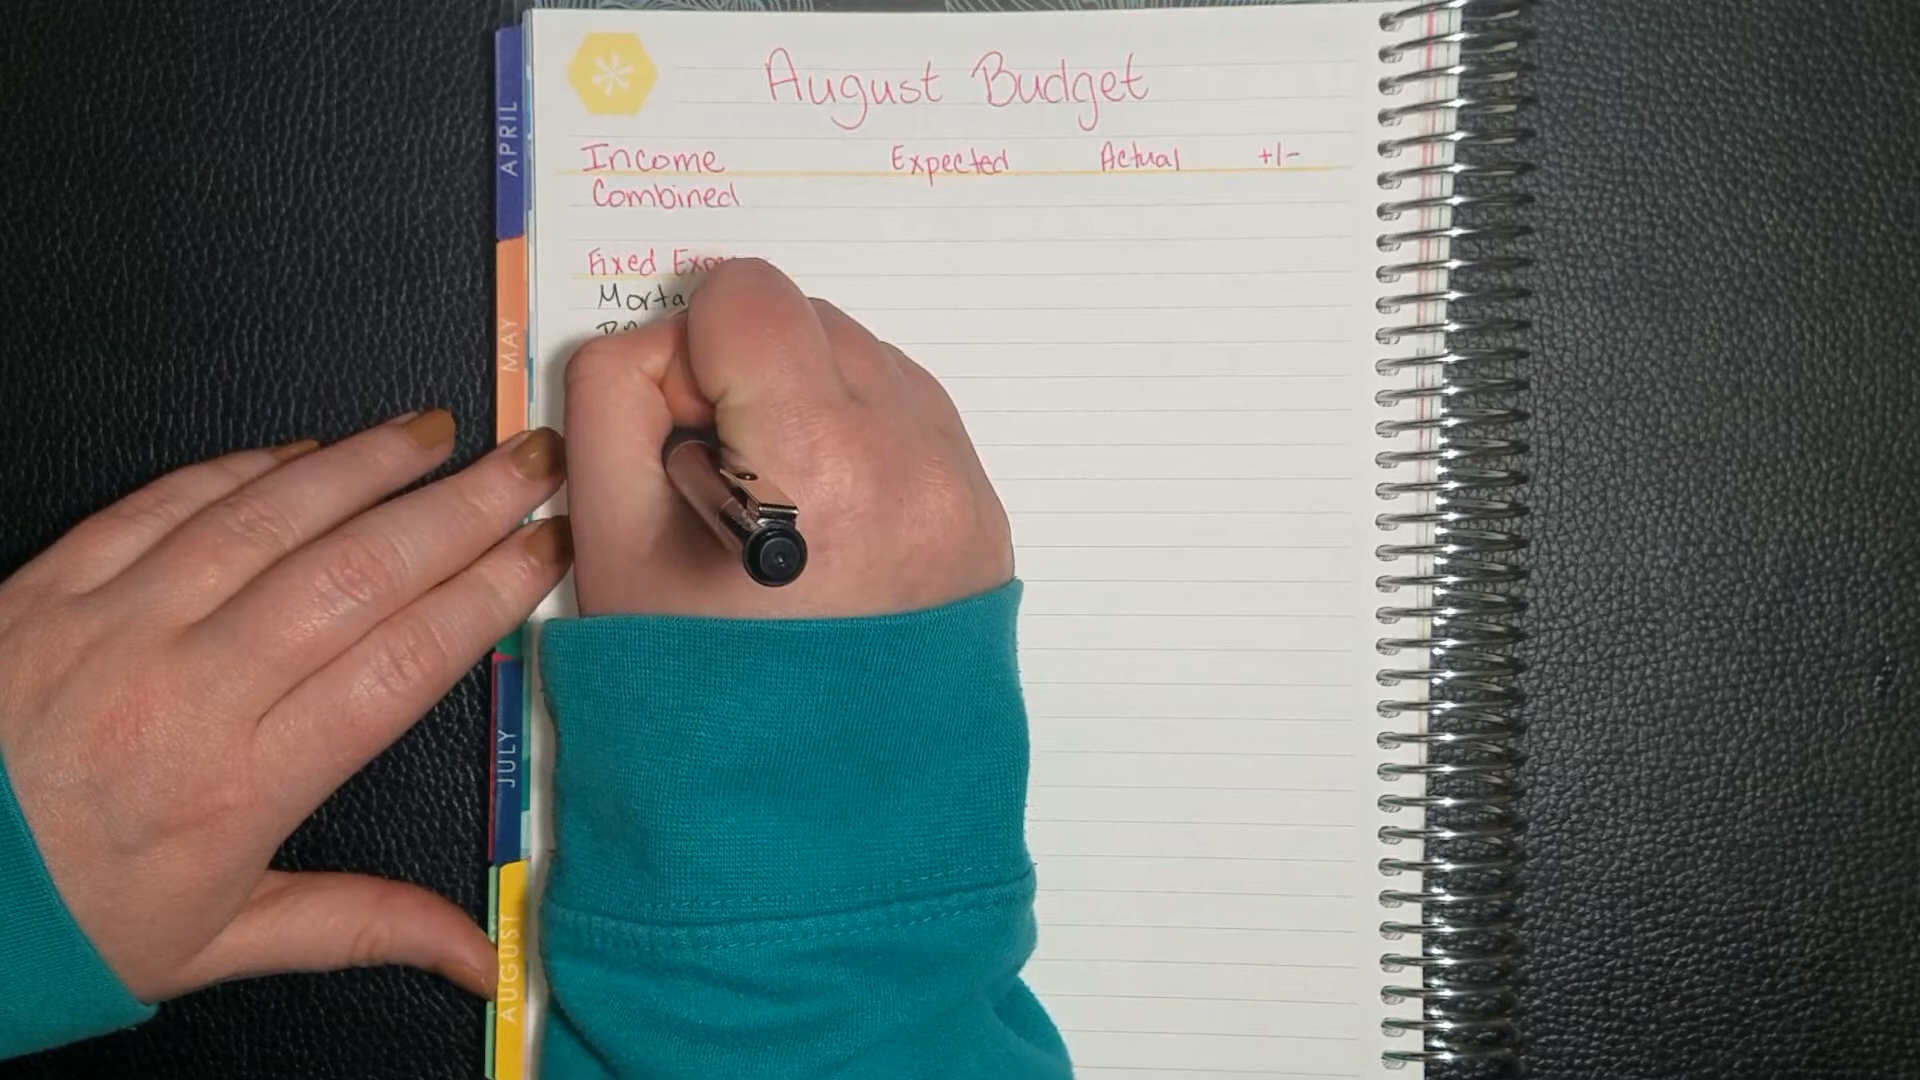 August Budget
Income Expected Actual +/-
Combined
Fixed
APRIL
MAY
JULY
AUGUST